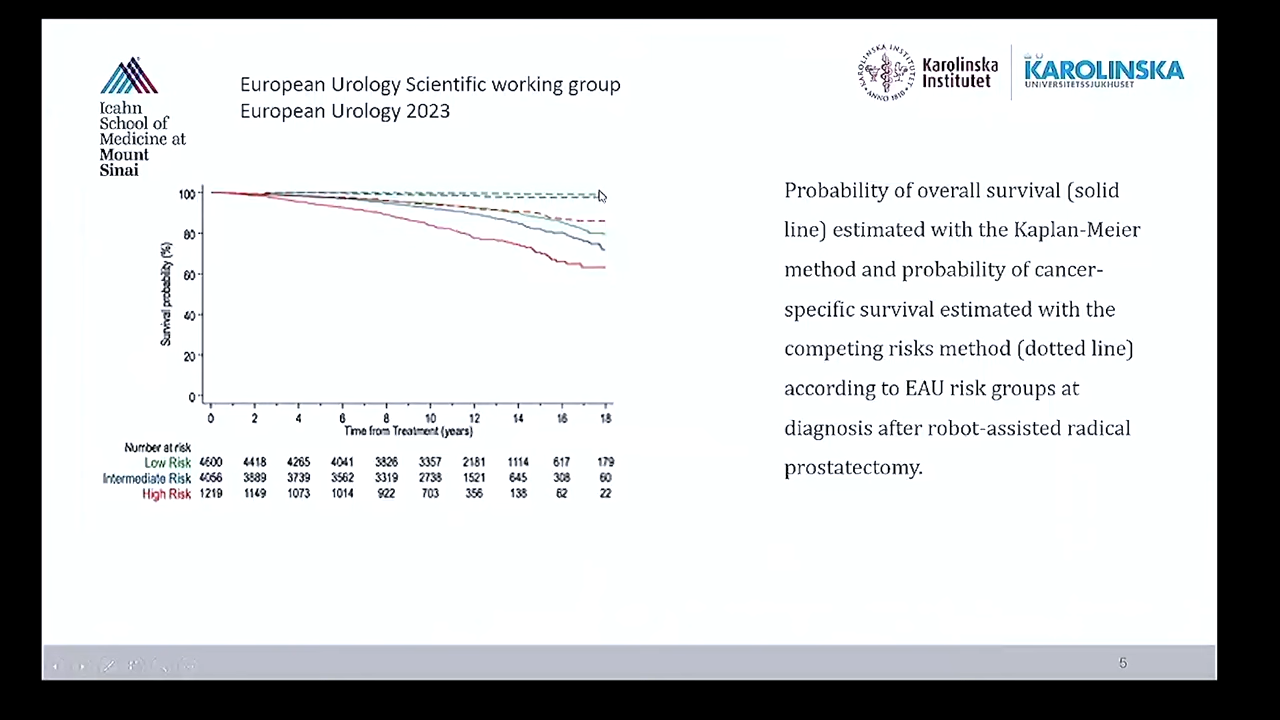 Icahn
School of
Medicine at
Mount
Sinai
European Urology Scientific working group
European Urology 2023
KAROLINSKA INSTITUTET
ANNO 1810
Karolinska
Institutet
KAROLINSKA
UNIVERSITETSSJUKHUSET
Survival probability (%)
100
80
60
40
20
0
0 2 4 6 8 10 12 14 16 18
Time from Treatment (years)
Number at risk
Low Risk 4600 4418 4265 4041 3826 3357 2181 1114 617 179
Intermediate Risk 4056 3889 3739 3562 3319 2738 1521 645 308 60
High Risk 1219 1149 1073 1014 922 703 356 138 62 22
Probability of overall survival (solid
line) estimated with the Kaplan-Meier
method and probability of cancer-
specific survival estimated with the
competing risks method (dotted line)
according to EAU risk groups at
diagnosis after robot-assisted radical
prostatectomy.
5